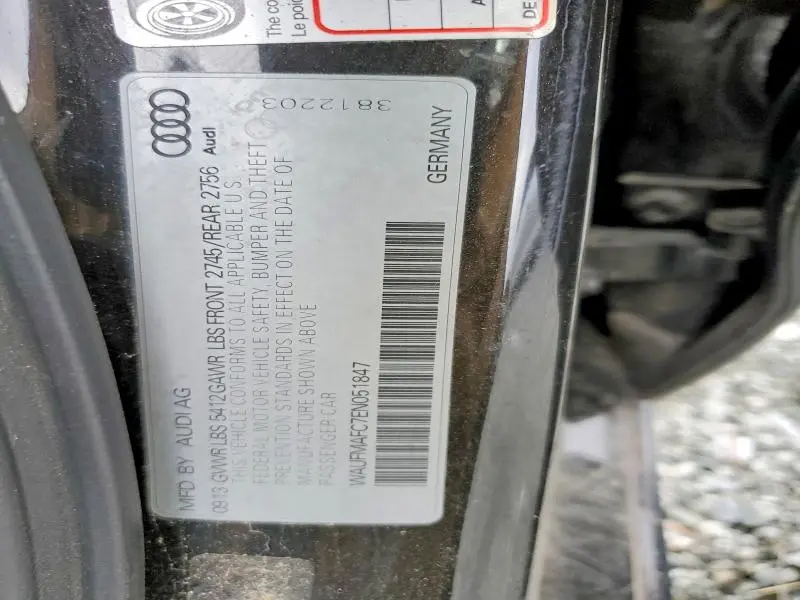 The co
Le poi
A
DE
3812203
MFD BY AUDI AG
09 13 GVWR LBS 5412 GAWR LBS FRONT 2745/REAR 2756 Audi
THIS VEHICLE CONFORMS TO ALL APPLICABLE U.S.
FEDERAL MOTOR VEHICLE SAFETY, BUMPER AND THEFT
PREVENTION STANDARDS IN EFFECT ON THE DATE OF
MANUFACTURE SHOWN ABOVE
PASSENGER CAR
WAUFMAFC7EN051847
GERMANY